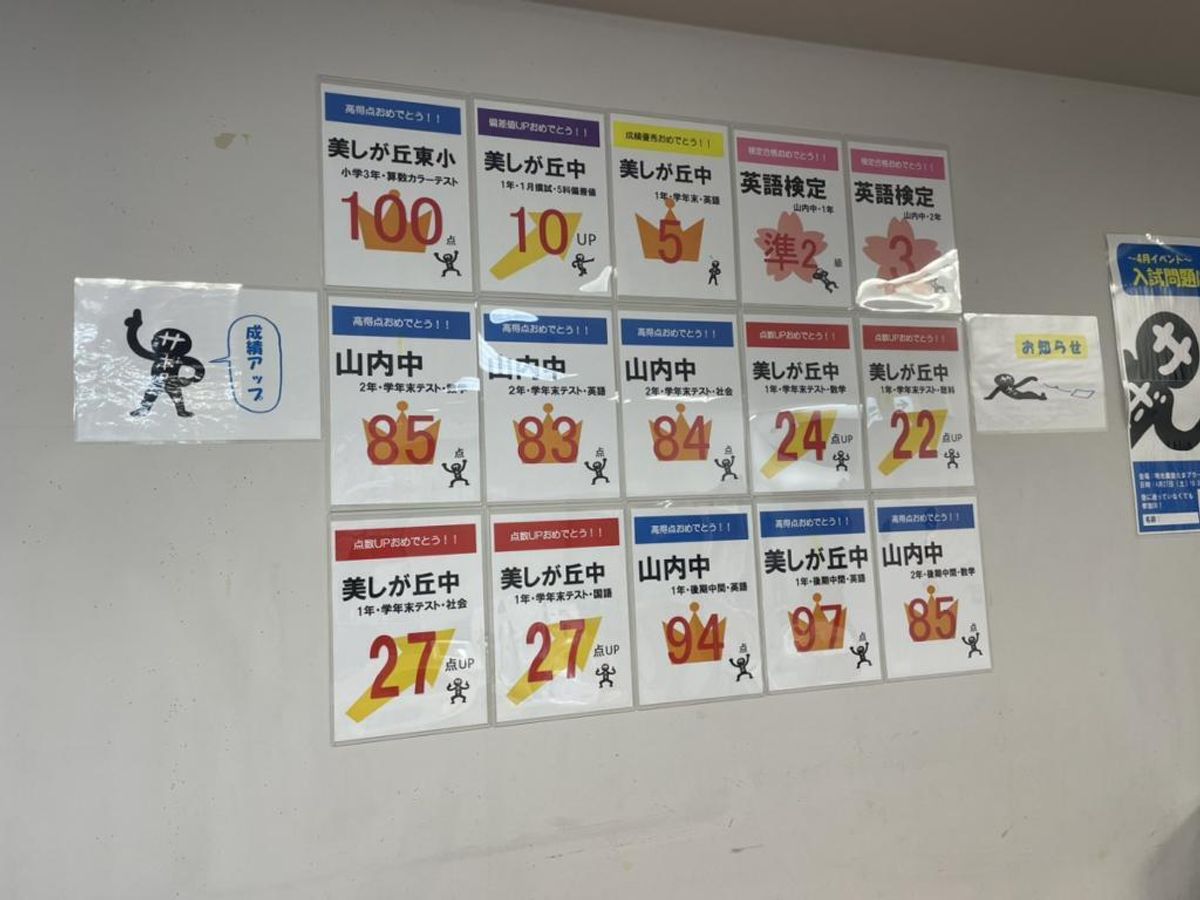 高得点おめでとう！！
美しが丘東小
小学3年・算数カラーテスト
100点
偏差値UPおめでとう！！
美しが丘中
1年・1月模試・5科偏差値
10UP
成績優秀おめでとう！！
美しが丘中
1年・学年末・英語
5
検定合格おめでとう！！
英語検定
山内中・1年
準2級
検定合格おめでとう！！
英語検定
山内中・2年
3
成績アップ
高得点おめでとう！！
山内中
2年・学年末テスト・数学
85点
高得点おめでとう！！
山内中
2年・学年末テスト・英語
83点
高得点おめでとう！！
山内中
2年・学年末テスト・社会
84点
点数UPおめでとう！！
美しが丘中
1年・学年末テスト・数学
24点UP
点数UPおめでとう！！
美しが丘中
1年・学年末テスト・理科
22点UP
お知らせ
点数UPおめでとう！！
美しが丘中
1年・学年末テスト・社会
27点UP
点数UPおめでとう！！
美しが丘中
1年・学年末テスト・国語
27点UP
高得点おめでとう！！
山内中
1年・後期中間・英語
94点
高得点おめでとう！！
美しが丘中
1年・後期中間・英語
97点
高得点おめでとう！！
山内中
2年・後期中間・数学
85点
～4月イベント～
入試問題